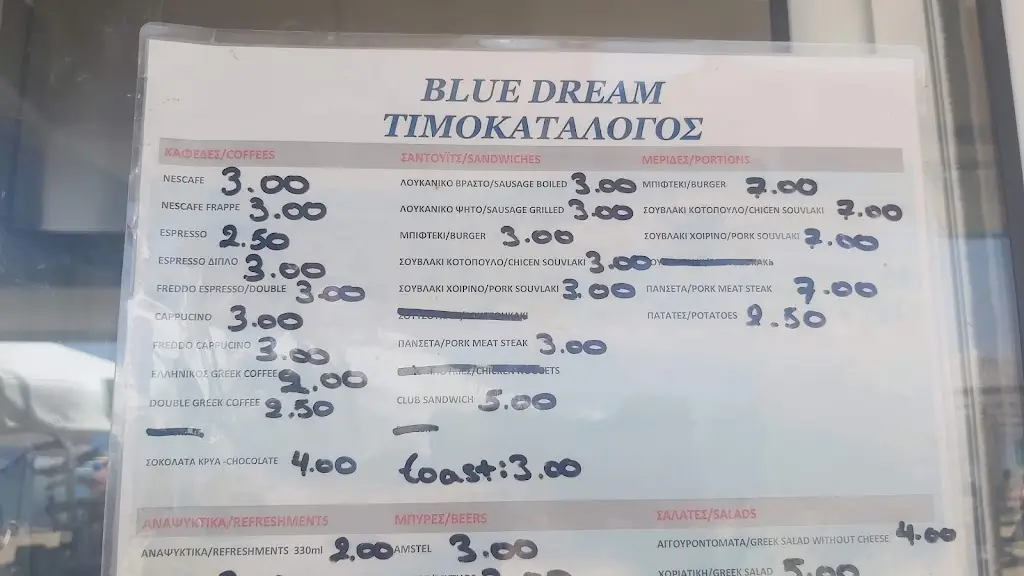 BLUE DREAM
ΤΙΜΟΚΑΤΑΛΟΓΟΣ
ΚΑΦΕΔΕΣ/COFFEES
NESCAFE 3.00
NESCAFE FRAPPE 3.00
ESPRESSO 2.50
ESPRESSO ΔΙΠΛΟ 3.00
FREDDO ESPRESSO/DOUBLE 3.00
CAPPUCINO 3.00
FREDDO CAPPUCINO 3.00
ΕΛΛΗΝΙΚΟΣ GREEK COFFEE 2.00
DOUBLE GREEK COFFEE 2.50
ΣΟΚΟΛΑΤΑ ΚΡΥΑ -CHOCOLATE 4.00
ΣΑΝΤΟΥΪΤΣ/SANDWICHES
ΛΟΥΚΑΝΙΚΟ ΒΡΑΣΤΟ/SAUSAGE BOILED 3.00
ΛΟΥΚΑΝΙΚΟ ΨΗΤΟ/SAUSAGE GRILLED 3.00
ΜΠΙΦΤΕΚΙ/BURGER 3.00
ΣΟΥΒΛΑΚΙ ΚΟΤΟΠΟΥΛΟ/CHICEN SOUVLAKI 3.00
ΣΟΥΒΛΑΚΙ ΧΟΙΡΙΝΟ/PORK SOUVLAKI 3.00
ΠΑΝΣΕΤΑ/PORK MEAT STEAK 3.00
CLUB SANDWICH 5.00
toast: 3.00
ΜΕΡΙΔΕΣ/PORTIONS
ΜΠΙΦΤΕΚΙ/BURGER 7.00
ΣΟΥΒΛΑΚΙ ΚΟΤΟΠΟΥΛΟ/CHICEN SOUVLAKI 7.00
ΣΟΥΒΛΑΚΙ ΧΟΙΡΙΝΟ/PORK SOUVLAKI 7.00
ΠΑΝΣΕΤΑ/PORK MEAT STEAK 7.00
ΠΑΤΑΤΕΣ/POTATOES 2.50
ΑΝΑΨΥΚΤΙΚΑ/REFRESHMENTS
ΑΝΑΨΥΚΤΙΚΑ/REFRESHMENTS 330ml 2.00
ΜΠΥΡΕΣ/BEERS
AMSTEL 3.00
ΣΑΛΑΤΕΣ/SALADS
ΑΓΓΟΥΡΟΝΤΟΜΑΤΑ/GREEK SALAD WITHOUT CHEESE 4.00
ΧΩΡΙΑΤΙΚΗ/GREEK SALAD 5.00